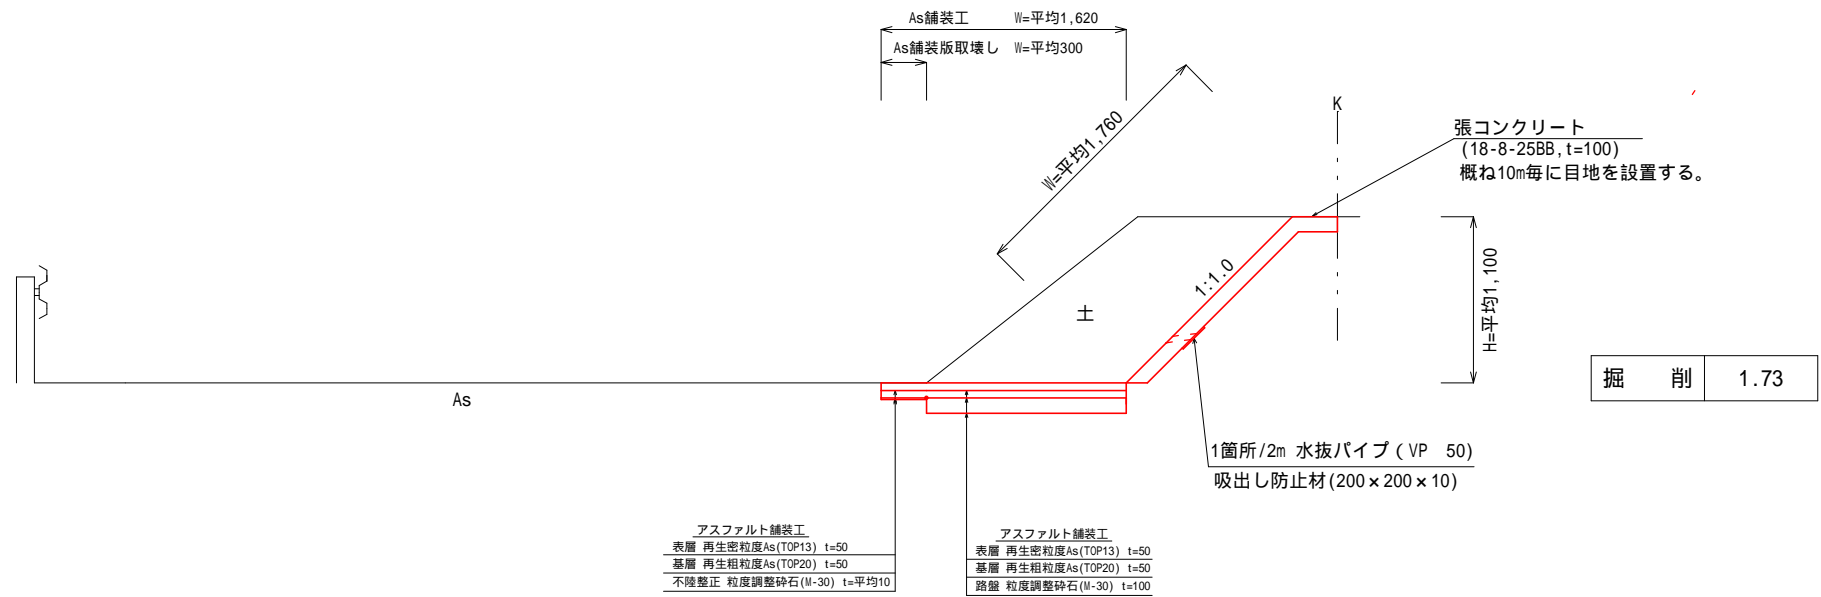 As舗装工 W=平均1,620
As舗装版取壊し W=平均300
W=平均1,760
K
張コンクリート
(18-8-25BB,t=100)
概ね10m毎に目地を設置する。
1:1.0
土
H=平均1,100
As
掘 削 1.73
1箇所/2m 水抜パイプ(VP 50)
吸出し防止材(200×200×10)
アスファルト舗装工
表層 再生密粒度As(TOP13) t=50
基層 再生粗粒度As(TOP20) t=50
不陸整正 粒度調整砕石(M-30) t=平均10
アスファルト舗装工
表層 再生密粒度As(TOP13) t=50
基層 再生粗粒度As(TOP20) t=50
路盤 粒度調整砕石(M-30) t=100